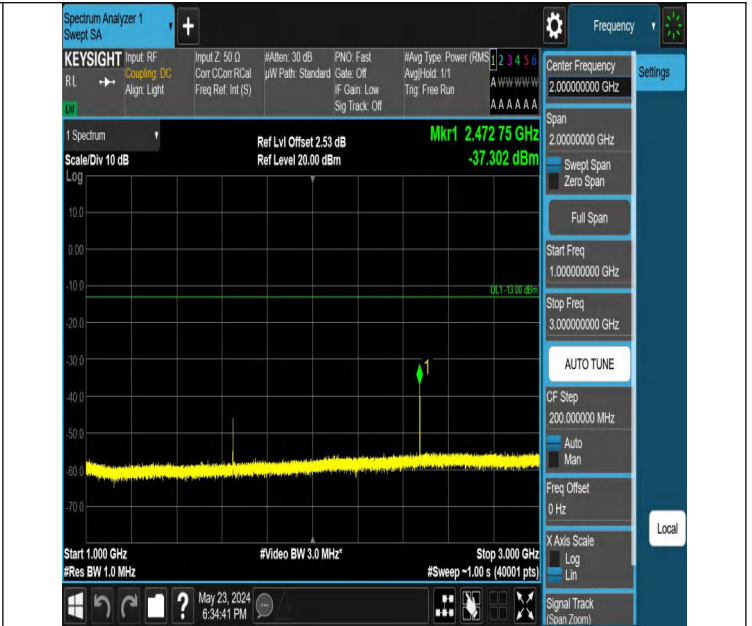 Spectrum Analyzer 1
Swept SA
+
Frequency
KEYSIGHT
RL
Input: RF
Coupling: DC
Align: Light
Input Z: 50 Ω
Corr CCorr RCal
Freq Ref: Int (S)
#Atten: 30 dB
µW Path: Standard
PNO: Fast
Gate: Off
IF Gain: Low
Sig Track: Off
#Avg Type: Power (RMS
Avg|Hold: 1/1
Trig: Free Run
1 2 3 4 5 6
A W W W W W
A A A A A A
1 Spectrum
Scale/Div 10 dB
Log
Ref Lvl Offset 2.53 dB
Ref Level 20.00 dBm
Mkr1 2.472 75 GHz
-37.302 dBm
10.0
0.00
-10.0
DL1 -13.00 dBm
-20.0
-30.0
1
-40.0
-50.0
-60.0
-70.0
Start 1.000 GHz
#Video BW 3.0 MHz*
Stop 3.000 GHz
#Res BW 1.0 MHz
#Sweep ~1.00 s (40001 pts)
?
May 23, 2024
6:34:41 PM
Center Frequency
2.000000000 GHz
Settings
Span
2.00000000 GHz
Swept Span
Zero Span
Full Span
Start Freq
1.000000000 GHz
Stop Freq
3.000000000 GHz
AUTO TUNE
CF Step
200.000000 MHz
Auto
Man
Freq Offset
0 Hz
X Axis Scale
Log
Lin
Local
Signal Track
(Span Zoom)